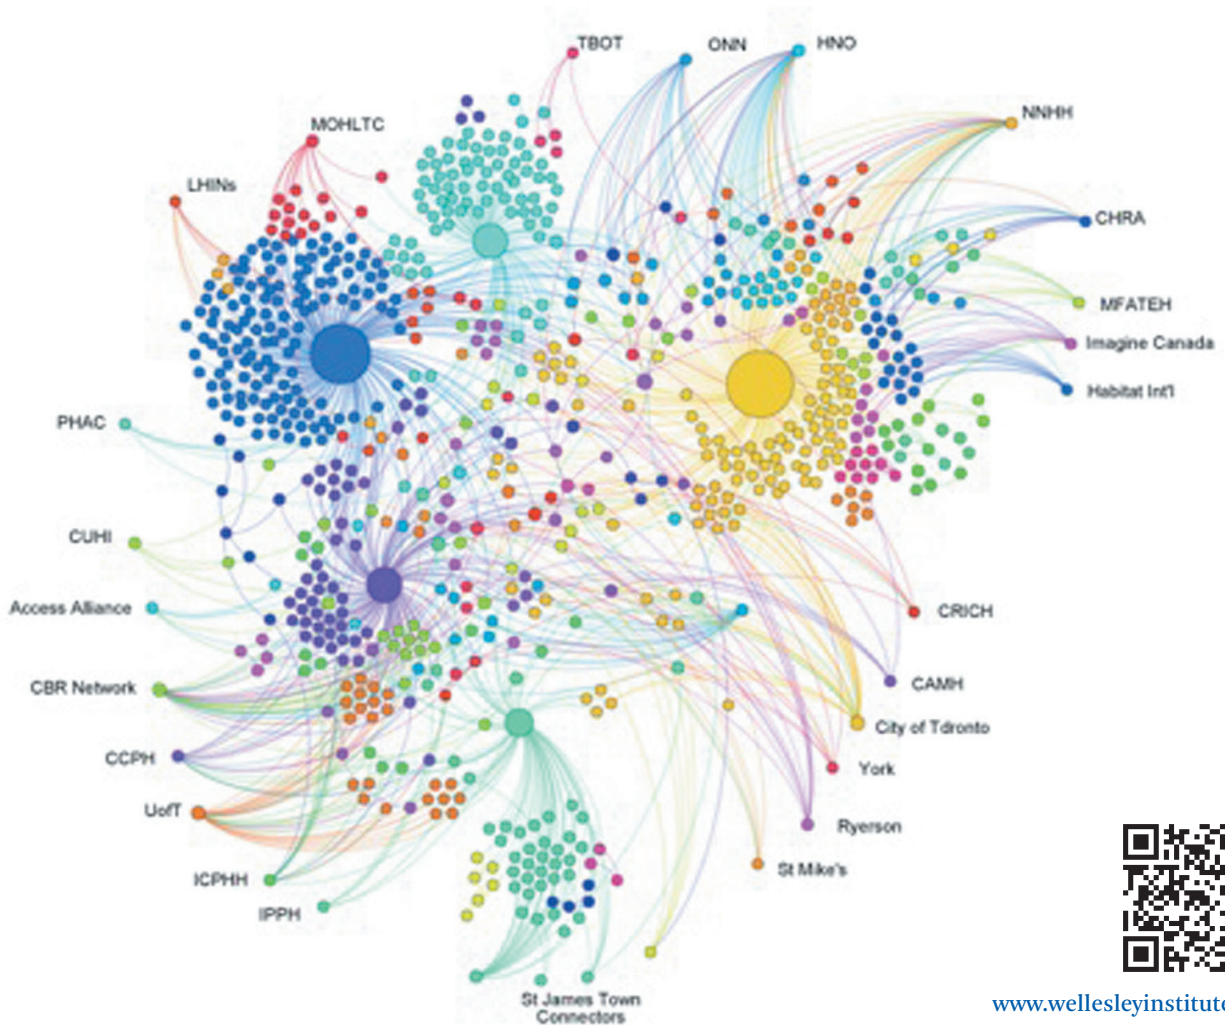 TBOT
ONN
HNO
NNHH
MOHLTC
LHINs
CHRA
MFATEH
Imagine Canada
Habitat Int'l
PHAC
CUHI
Access Alliance
CRICH
CBR Network
CAMH
City of Tdronto
CCPH
York
UofT
Ryerson
St Mike's
ICPHH
IPPH
St James Town
Connectors
www.wellesleyinstitute